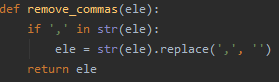 def remove_commas(ele):
    if ',' in str(ele):
        ele = str(ele).replace(',', '')
    return ele